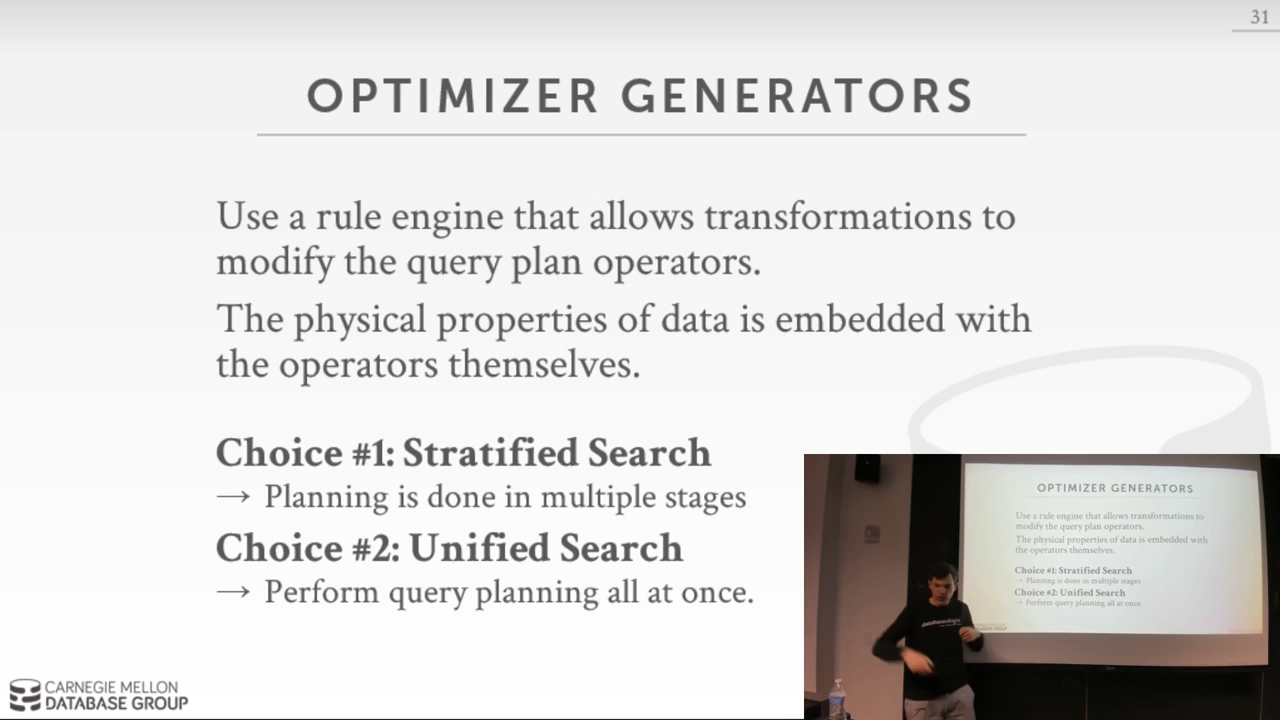 31
OPTIMIZER GENERATORS
Use a rule engine that allows transformations to
modify the query plan operators.
The physical properties of data is embedded with
the operators themselves.
Choice #1: Stratified Search
→ Planning is done in multiple stages
Choice #2: Unified Search
→ Perform query planning all at once.
CARNEGIE MELLON
DATABASE GROUP
OPTIMIZER GENERATORS
Use a rule engine that allows transformations to
modify the query plan operators.
The physical properties of data is embedded with
the operators themselves.
Choice #1: Stratified Search
→ Planning is done in multiple stages
Choice #2: Unified Search
→ Perform query planning all at once.